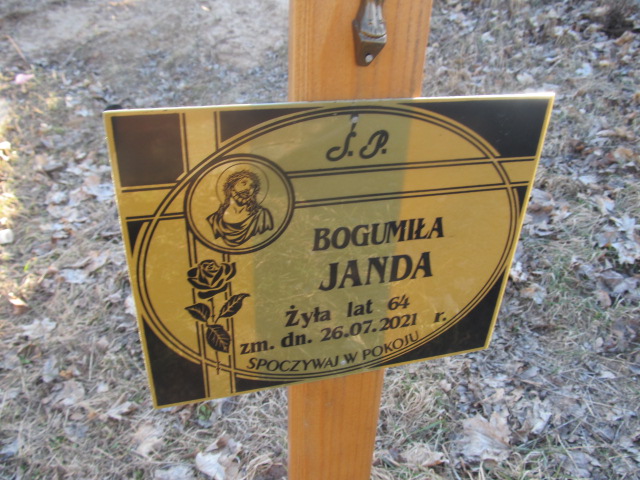 Ś. P.
BOGUMIŁA
JANDA
Żyła lat 64
zm. dn. 26.07.2021 r.
SPOCZYWAJ W POKOJU